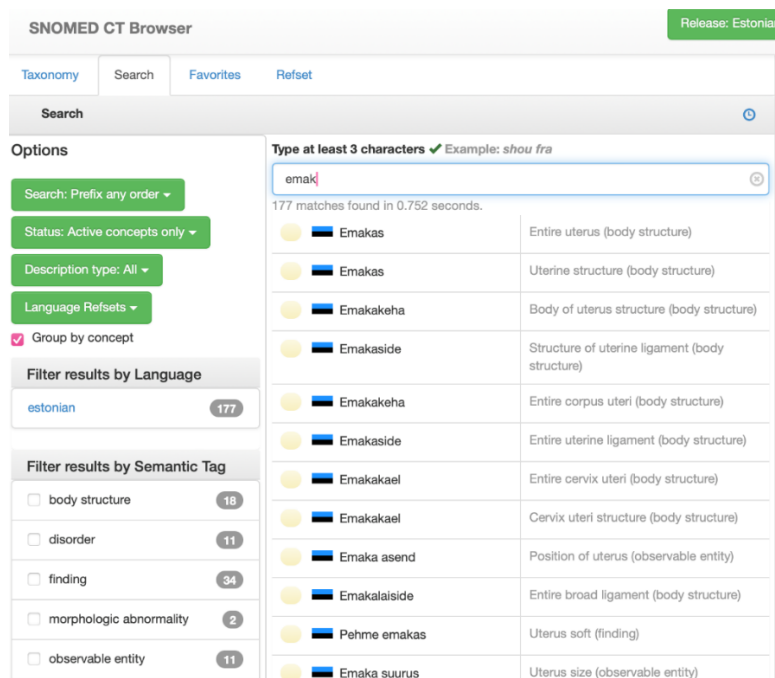 SNOMED CT Browser
Release: Estonian
Taxonomy Search Favorites Refset
Search
Options
Search: Prefix any order
Status: Active concepts only
Description type: All
Language Refsets
Group by concept
Filter results by Language
estonian 177
Filter results by Semantic Tag
body structure 18
disorder 11
finding 34
morphologic abnormality 2
observable entity 11
Type at least 3 characters ✔ Example: shou fra
emak
177 matches found in 0.752 seconds.
Emakas Entire uterus (body structure)
Emakas Uterine structure (body structure)
Emakakeha Body of uterus structure (body structure)
Emakaside Structure of uterine ligament (body
structure)
Emakakeha Entire corpus uteri (body structure)
Emakaside Entire uterine ligament (body structure)
Emakakael Entire cervix uteri (body structure)
Emakakael Cervix uteri structure (body structure)
Emaka asend Position of uterus (observable entity)
Emakalaiside Entire broad ligament (body structure)
Pehme emakas Uterus soft (finding)
Emaka suurus Uterus size (observable entity)